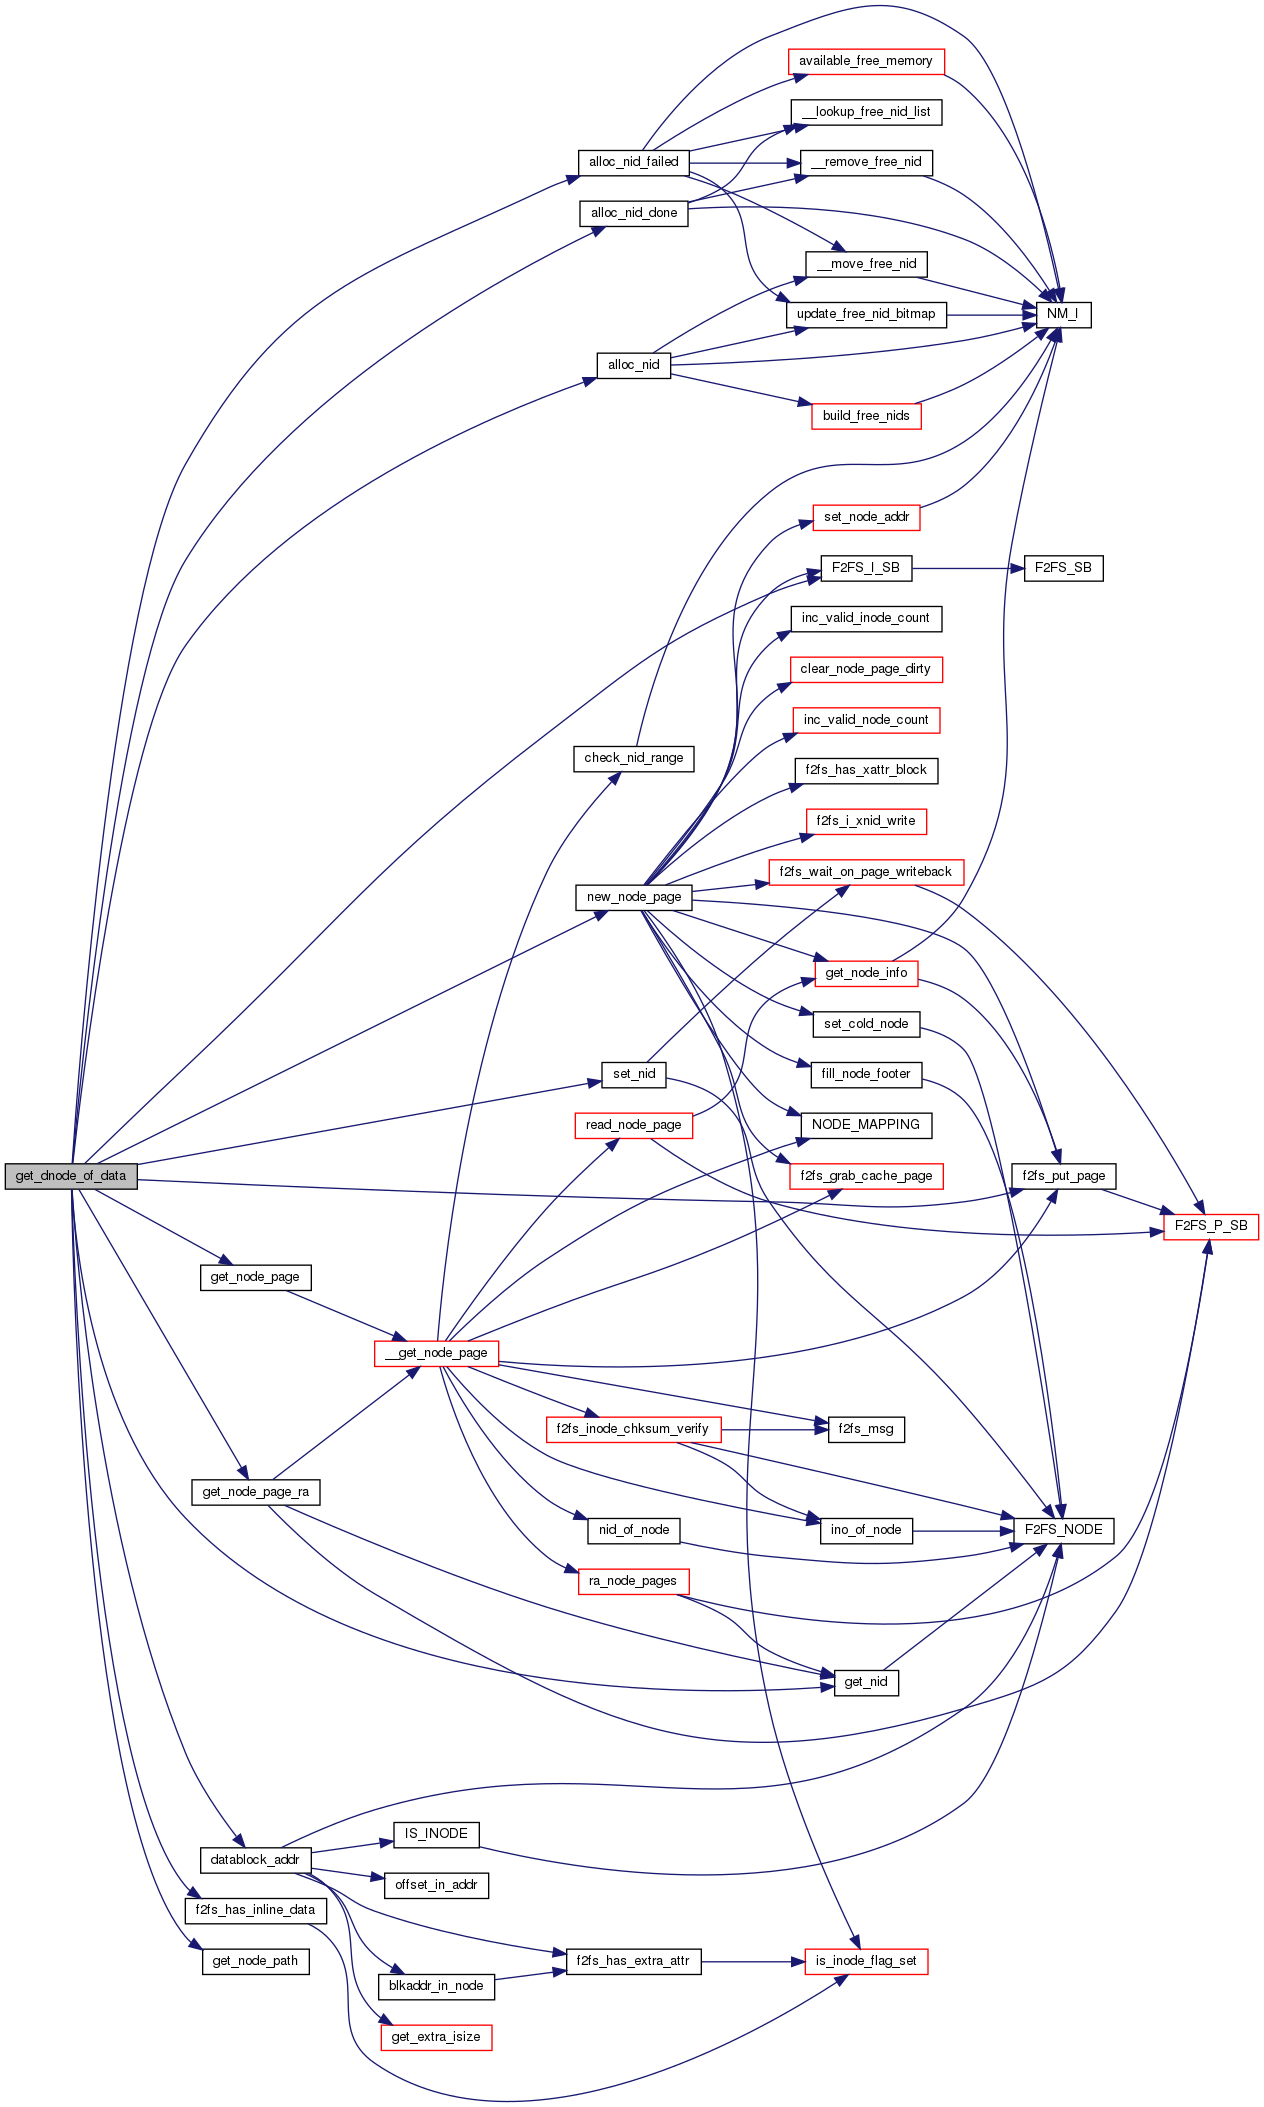 available_free_memory
__lookup_free_nid_list
alloc_nid_failed
__remove_free_nid
alloc_nid_done
__move_free_nid
update_free_nid_bitmap
NM_I
alloc_nid
build_free_nids
set_node_addr
F2FS_I_SB
F2FS_SB
inc_valid_inode_count
clear_node_page_dirty
inc_valid_node_count
check_nid_range
f2fs_has_xattr_block
f2fs_i_xnid_write
f2fs_wait_on_page_writeback
new_node_page
get_node_info
set_cold_node
set_nid
fill_node_footer
read_node_page
NODE_MAPPING
get_dnode_of_data
f2fs_grab_cache_page
f2fs_put_page
F2FS_P_SB
get_node_page
__get_node_page
f2fs_inode_chksum_verify
f2fs_msg
get_node_page_ra
nid_of_node
ino_of_node
F2FS_NODE
ra_node_pages
get_nid
IS_INODE
datablock_addr
offset_in_addr
f2fs_has_inline_data
get_node_path
f2fs_has_extra_attr
is_inode_flag_set
blkaddr_in_node
get_extra_isize